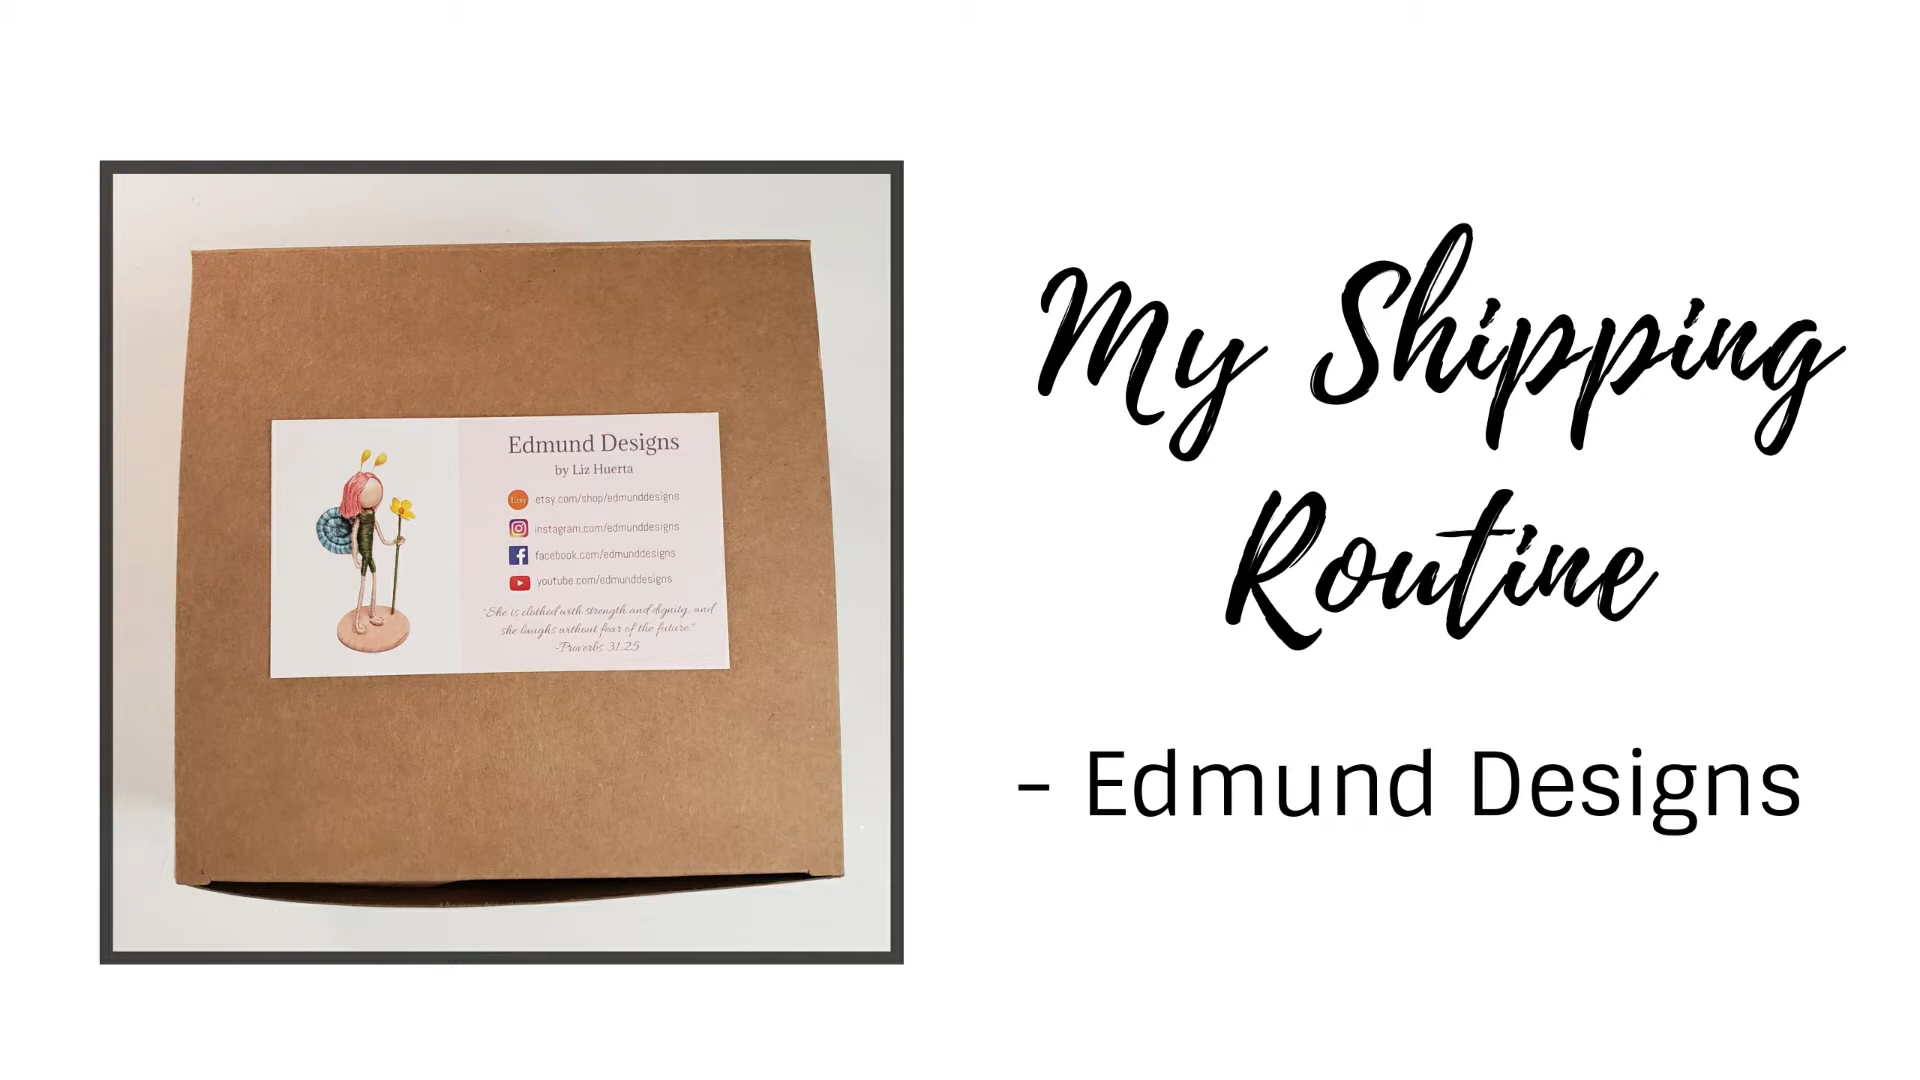 My Shipping
Routine
- Edmund Designs
Edmund Designs
by Liz Huerta
Etsy
etsy.com/shop/edmunddesigns
instagram.com/edmunddesigns
facebook.com/edmunddesigns
youtube.com/edmunddesigns
"She is clothed with strength and dignity, and
she laughs without fear of the future."
-Proverbs 31:25